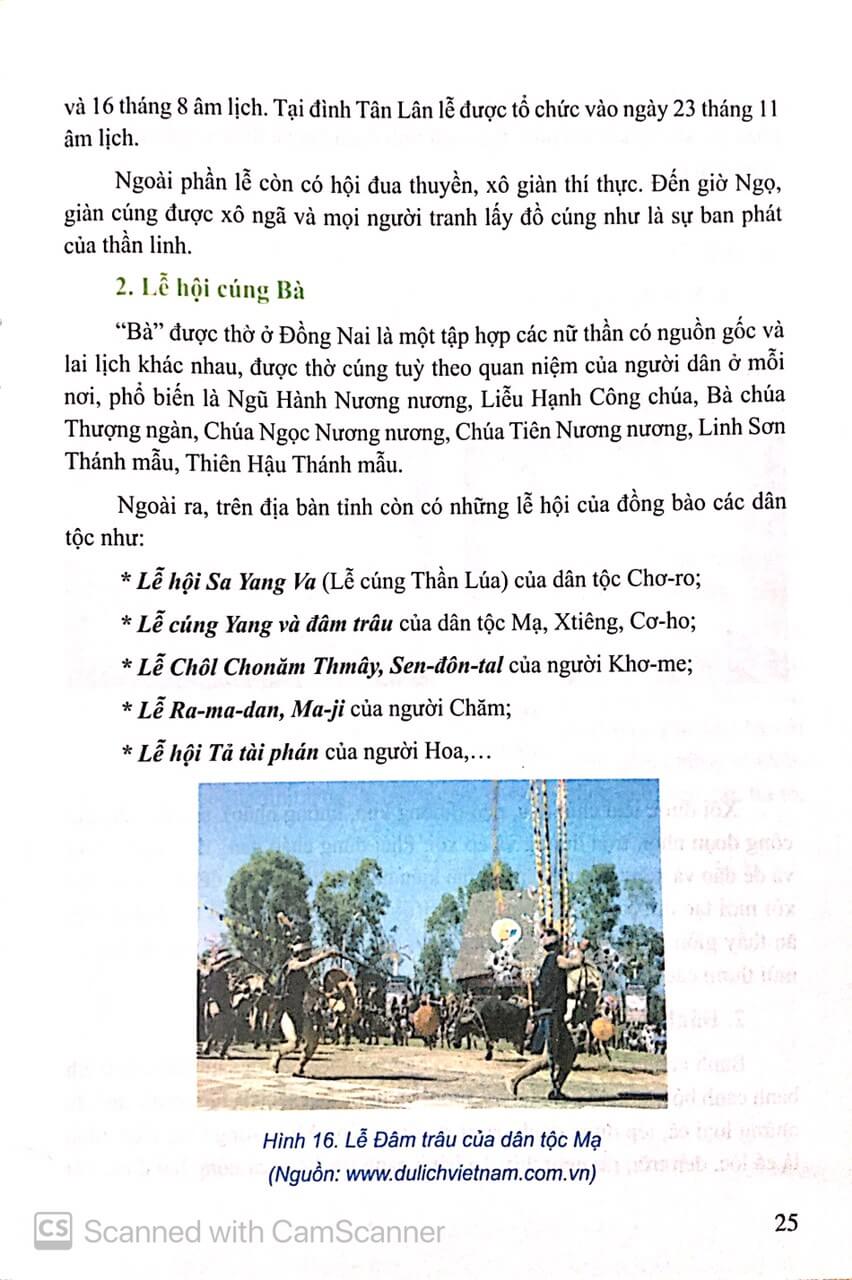 và 16 tháng 8 âm lịch. Tại đình Tân Lân lễ được tổ chức vào ngày 23 tháng 11
âm lịch.
Ngoài phần lễ còn có hội đua thuyền, xô giàn thí thực. Đến giờ Ngọ,
giàn cúng được xô ngã và mọi người tranh lấy đồ cúng như là sự ban phát
của thần linh.
2. Lễ hội cúng Bà
“Bà” được thờ ở Đồng Nai là một tập hợp các nữ thần có nguồn gốc và
lai lịch khác nhau, được thờ cúng tuỳ theo quan niệm của người dân ở mỗi
nơi, phổ biến là Ngũ Hành Nương nương, Liễu Hạnh Công chúa, Bà chúa
Thượng ngàn, Chúa Ngọc Nương nương, Chúa Tiên Nương nương, Linh Sơn
Thánh mẫu, Thiên Hậu Thánh mẫu.
Ngoài ra, trên địa bàn tỉnh còn có những lễ hội của đồng bào các dân
tộc như:
* Lễ hội Sa Yang Va (Lễ cúng Thần Lúa) của dân tộc Chơ-ro;
* Lễ cúng Yang và đâm trâu của dân tộc Mạ, Xtiêng, Cơ-ho;
* Lễ Chôl Chonăm Thmây, Sen-đôn-tal của người Khơ-me;
* Lễ Ra-ma-dan, Ma-ji của người Chăm;
* Lễ hội Tả tài phán của người Hoa,...
Hình 16. Lễ Đâm trâu của dân tộc Mạ
(Nguồn: www.dulichvietnam.com.vn)
25
CS Scanned with CamScanner